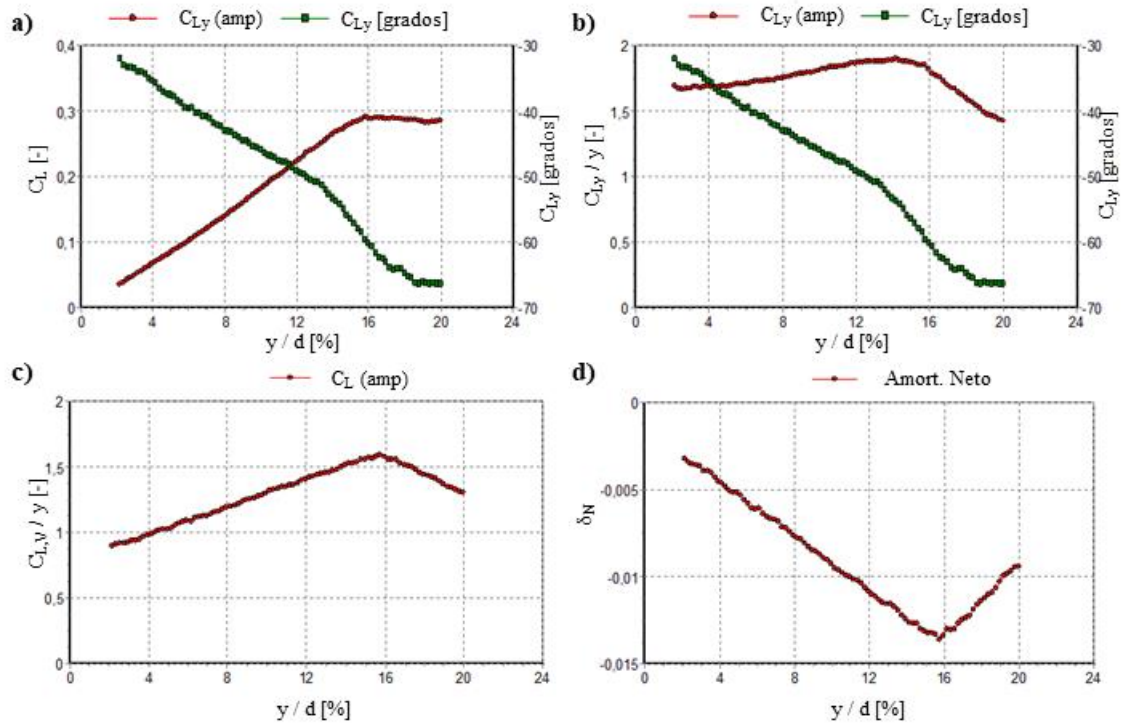 a)
C_Ly (amp) C_Ly [grados]
0,4
0,3
0,2
0,1
0
C_L [-]
-30
-40
-50
-60
-70
C_Ly [grados]
0 4 8 12 16 20 24
y / d [%]
b)
C_Ly (amp) C_Ly [grados]
2
1,5
1
0,5
0
C_Ly / y [-]
-30
-40
-50
-60
-70
C_Ly [grados]
0 4 8 12 16 20 24
y / d [%]
c)
C_L (amp)
2
1,5
1
0,5
0
C_L,V / y [-]
0 4 8 12 16 20 24
y / d [%]
d)
Amort. Neto
0
-0,005
-0,01
-0,015
δ_N
0 4 8 12 16 20 24
y / d [%]